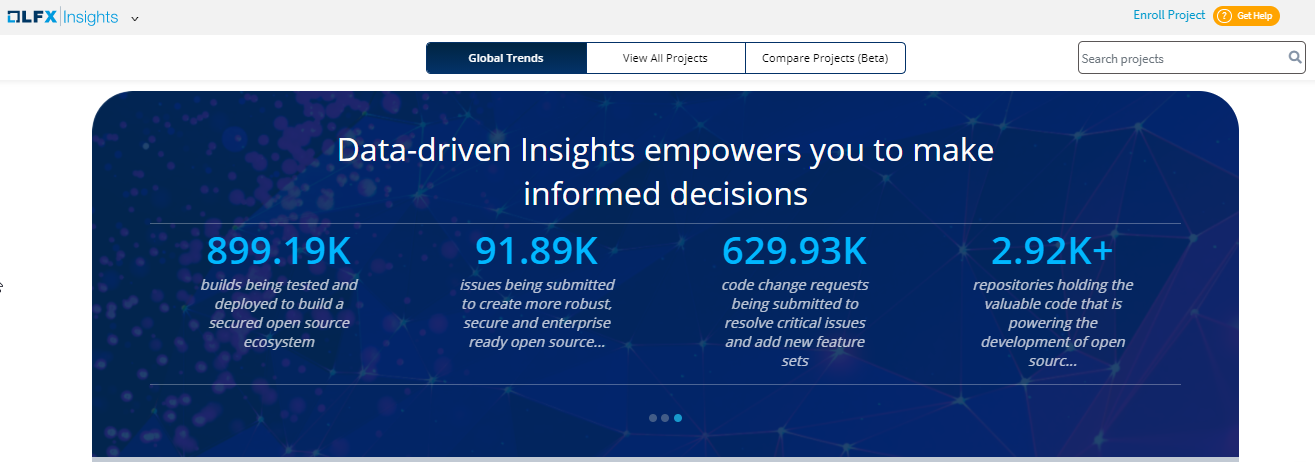 LFX Insights
Enroll Project
? Get Help
Global Trends
View All Projects
Compare Projects (Beta)
Search projects
Data-driven Insights empowers you to make
informed decisions
899.19K
builds being tested and
deployed to build a
secured open source
ecosystem
91.89K
issues being submitted
to create more robust,
secure and enterprise
ready open source...
629.93K
code change requests
being submitted to
resolve critical issues
and add new feature
sets
2.92K+
repositories holding the
valuable code that is
powering the
development of open
sourc...